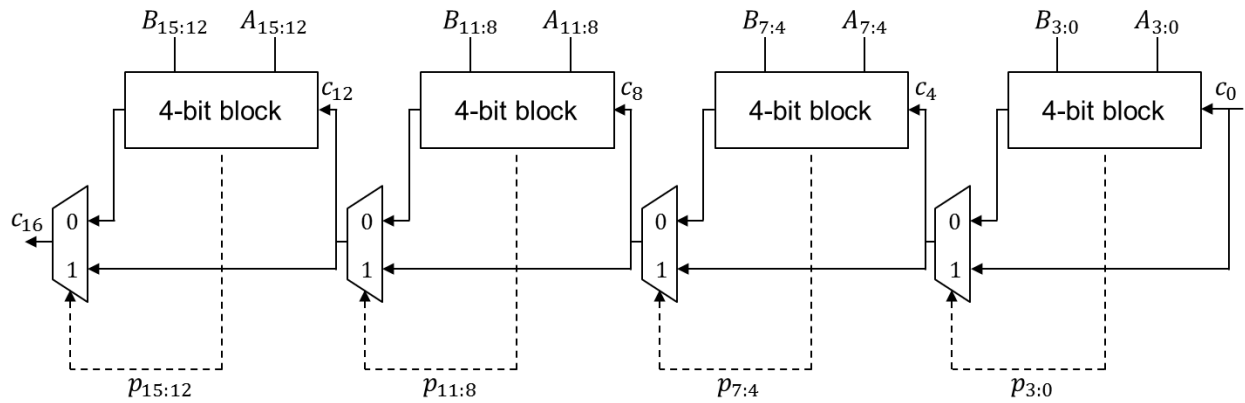 B₁₅:₁₂ A₁₅:₁₂ B₁₁:₈ A₁₁:₈ B₇:₄ A₇:₄ B₃:₀ A₃:₀
4-bit block c₁₂ 4-bit block c₈ 4-bit block c₄ 4-bit block c₀
c₁₆ 0 0 0 0
1 1 1 1
p₁₅:₁₂ p₁₁:₈ p₇:₄ p₃:₀